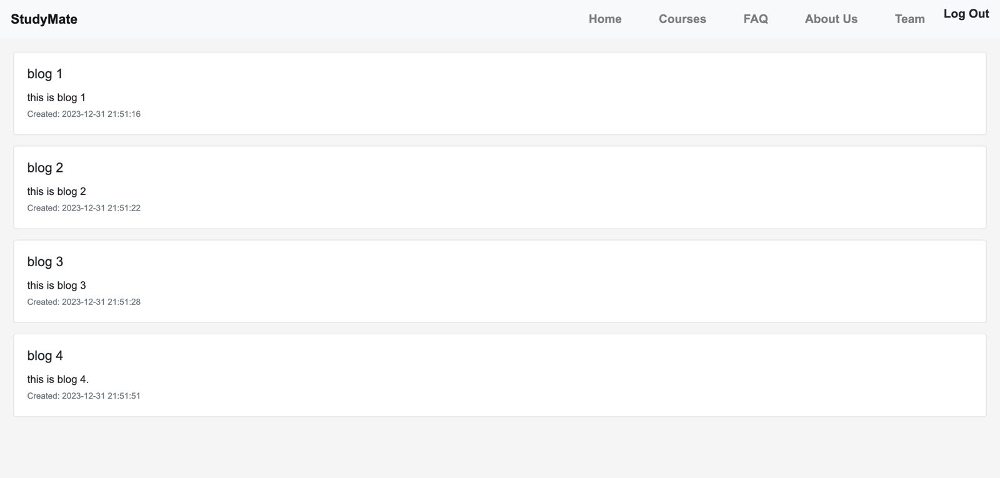 StudyMate Home Courses FAQ About Us Team Log Out
blog 1
this is blog 1
Created: 2023-12-31 21:51:16
blog 2
this is blog 2
Created: 2023-12-31 21:51:22
blog 3
this is blog 3
Created: 2023-12-31 21:51:28
blog 4
this is blog 4.
Created: 2023-12-31 21:51:51